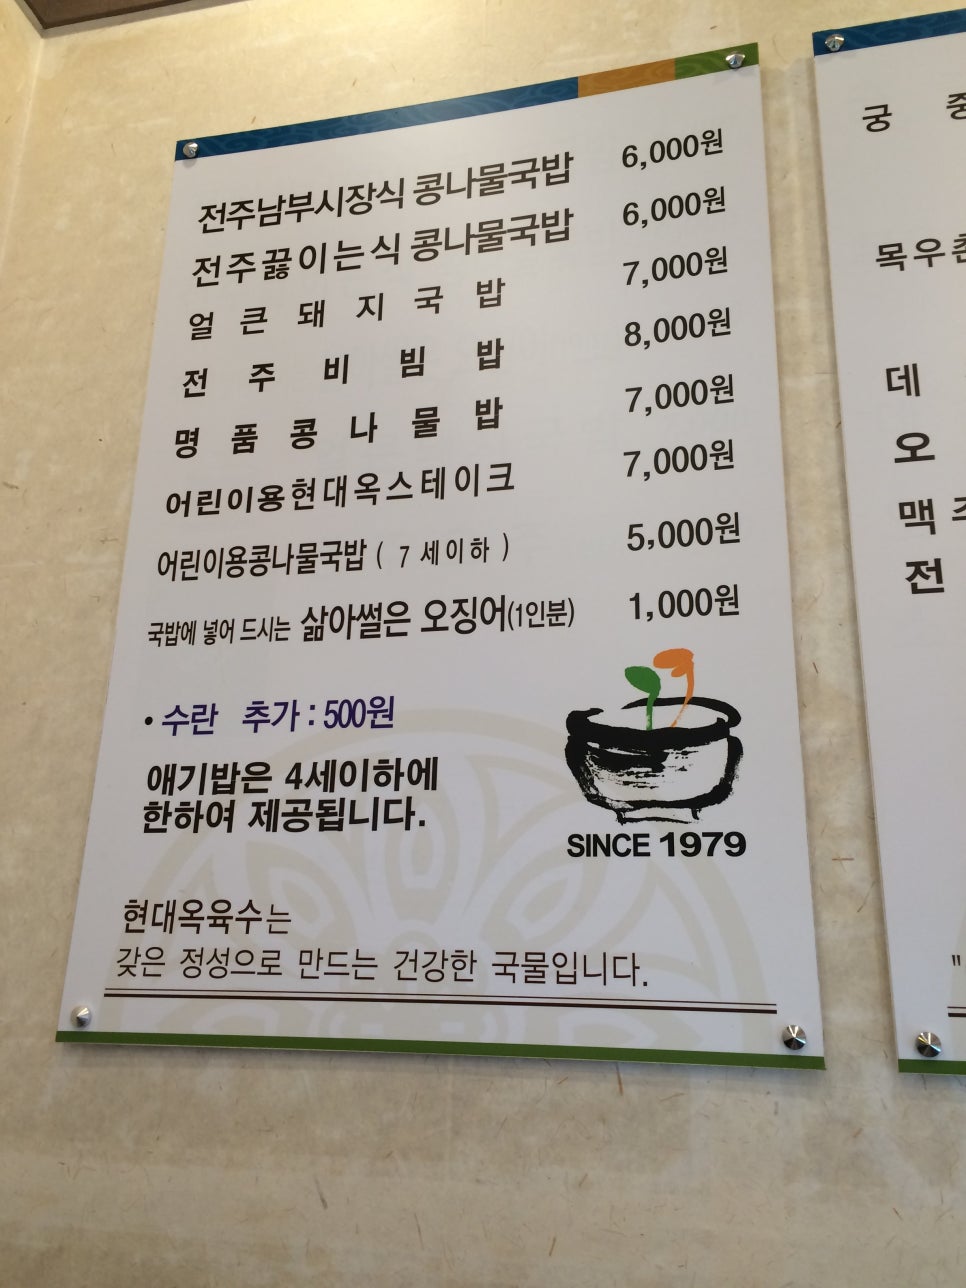 전주남부시장식 콩나물국밥 6,000원
전주끓이는식 콩나물국밥 6,000원
얼큰돼지국밥 7,000원
전주비빔밥 8,000원
명품콩나물밥 7,000원
어린이용현대옥스테이크 7,000원
어린이용콩나물국밥 ( 7 세이하 ) 5,000원
국밥에 넣어 드시는 삶아썰은 오징어(1인분) 1,000원
• 수란 추가 : 500원
애기밥은 4세이하에
한하여 제공됩니다.
SINCE 1979
현대옥육수는
갖은 정성으로 만드는 건강한 국물입니다.
궁 중
목우촌
데
오
맥 주
전
"